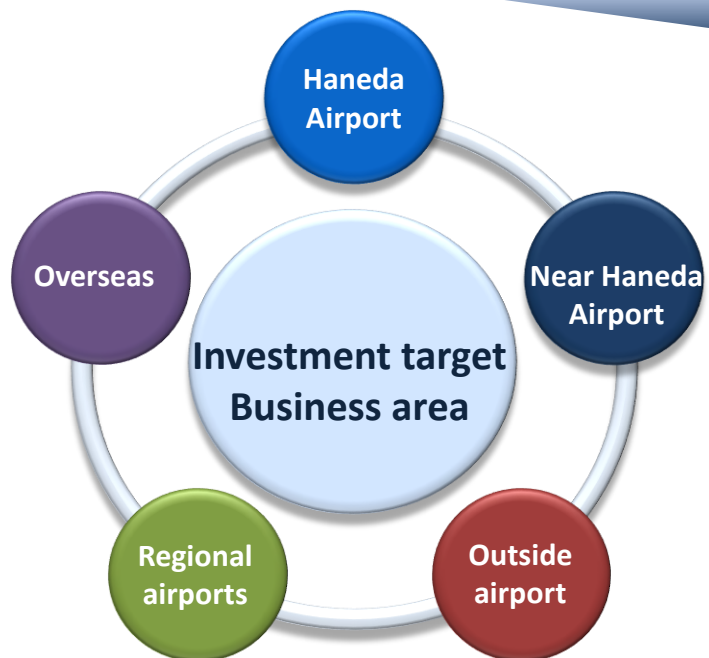 Haneda
Airport
Overseas
Near Haneda
Airport
Investment target
Business area
Regional
airports
Outside
airport